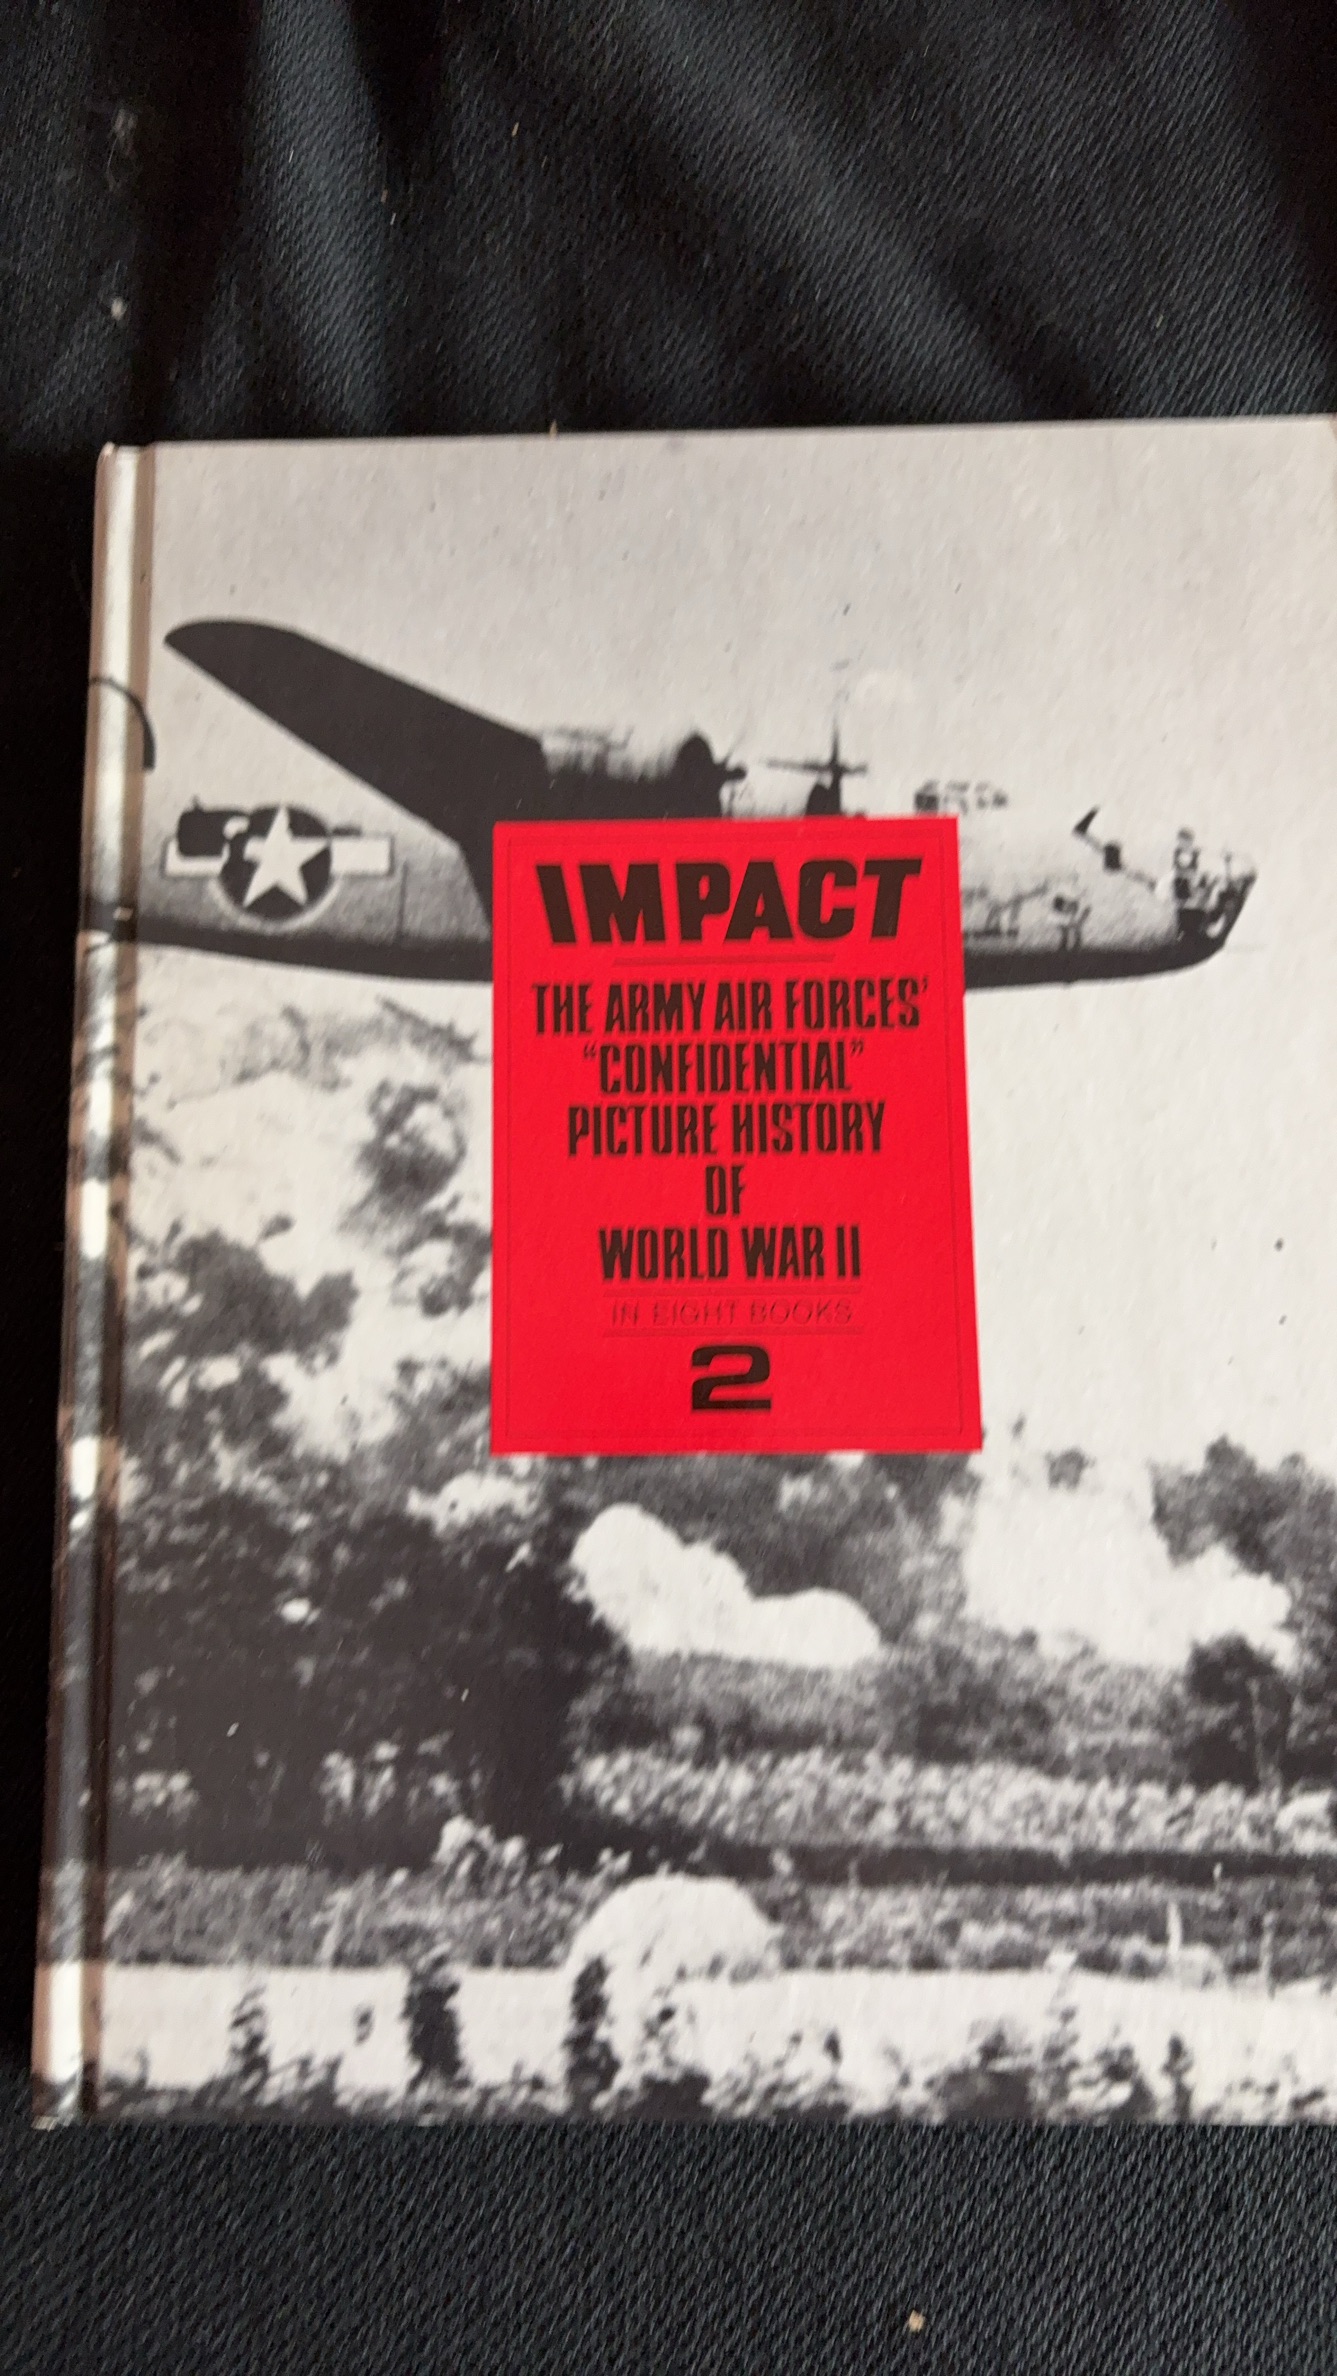 IMPACT
THE ARMY AIR FORCES'
"CONFIDENTIAL"
PICTURE HISTORY
OF
WORLD WAR II
IN EIGHT BOOKS
2